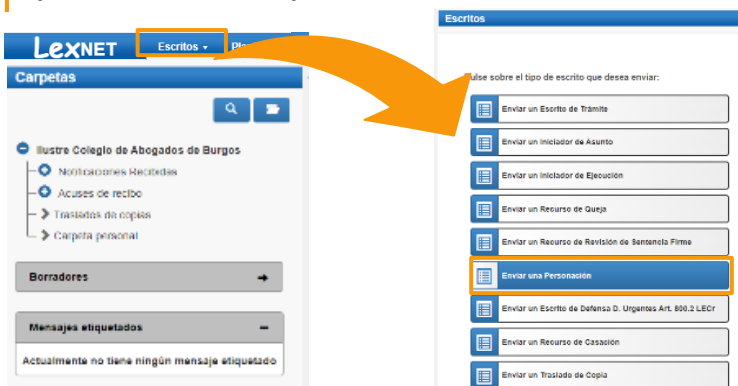 LexNET
Escritos
Carpetas
Ilustre Colegio de Abogados de Burgos
Notificaciones Recibidas
Acuses de recibo
Traslados de copias
Carpeta personal
Borradores
Mensajes etiquetados
Actualmente no tiene ningún mensaje etiquetado
Escritos
sobre el tipo de escrito que desea enviar:
Enviar un Escrito de Trámite
Enviar un Iniciador de Asunto
Enviar un Iniciador de Ejecución
Enviar un Recurso de Queja
Enviar un Recurso de Revisión de Sentencia Firme
Enviar una Personación
Enviar un Escrito de Defensa D. Urgentes Art. 800.2 LECr
Enviar un Recurso de Casación
Enviar un Traslado de Copia